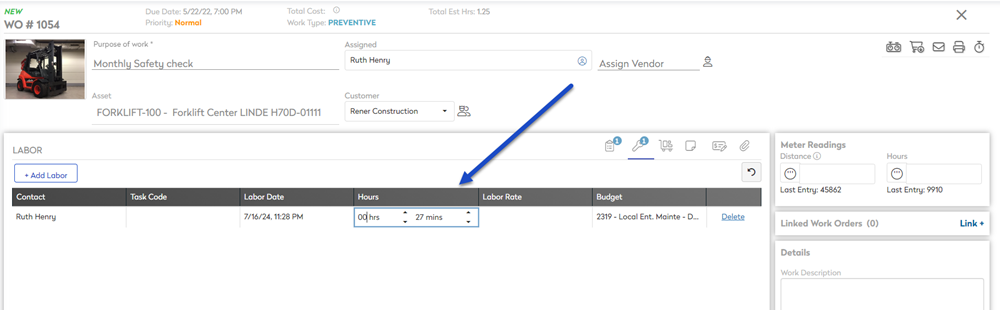 NEW
WO # 1054
Due Date: 5/22/22, 7:00 PM
Priority: Normal
Total Cost:
Work Type: PREVENTIVE
Total Est Hrs: 1.25
Purpose of work *
Monthly Safety check
Assigned
Ruth Henry
Assign Vendor
Asset
FORKLIFT-100 - Forklift Center LINDE H70D-01111
Customer
Rener Construction
LABOR
1
1
+ Add Labor
Contact Task Code Labor Date Hours Labor Rate Budget
Ruth Henry 7/16/24, 11:28 PM 00 hrs 27 mins 2319 - Local Ent. Mainte - D... Delete
Meter Readings
Distance Hours
Last Entry: 45862 Last Entry: 9910
Linked Work Orders (0) Link +
Details
Work Description